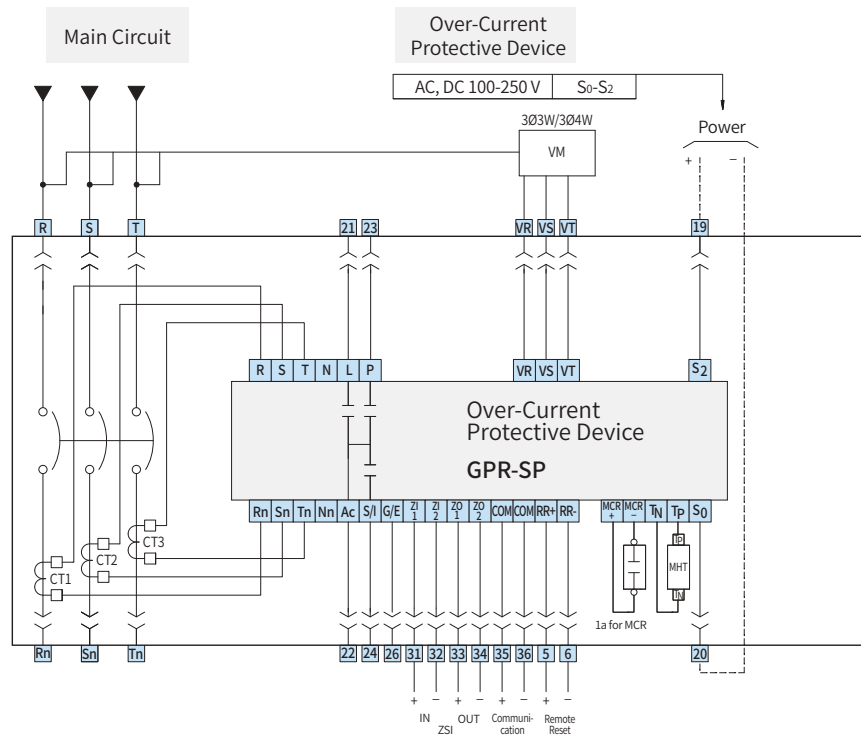 Main Circuit
Over-Current
Protective Device
AC, DC 100-250 V S0-S2
3Ø3W/3Ø4W
VM
Power
+ −
R S T 21 23 VR VS VT 19
R S T N L P VR VS VT S2
Over-Current
Protective Device
GPR-SP
Rn Sn Tn Nn Ac S/I G/E ZI 1 ZI 2 ZO 1 ZO 2 COM COM RR+ RR- MCR + MCR − TN TP S0
CT1 CT2 CT3
TP
MHT
TN
1a for MCR
Rn Sn Tn 22 24 26 31 32 33 34 35 36 5 6 20
+ − + − + − + −
IN OUT
ZSI
Communi-
cation
Remote
Reset